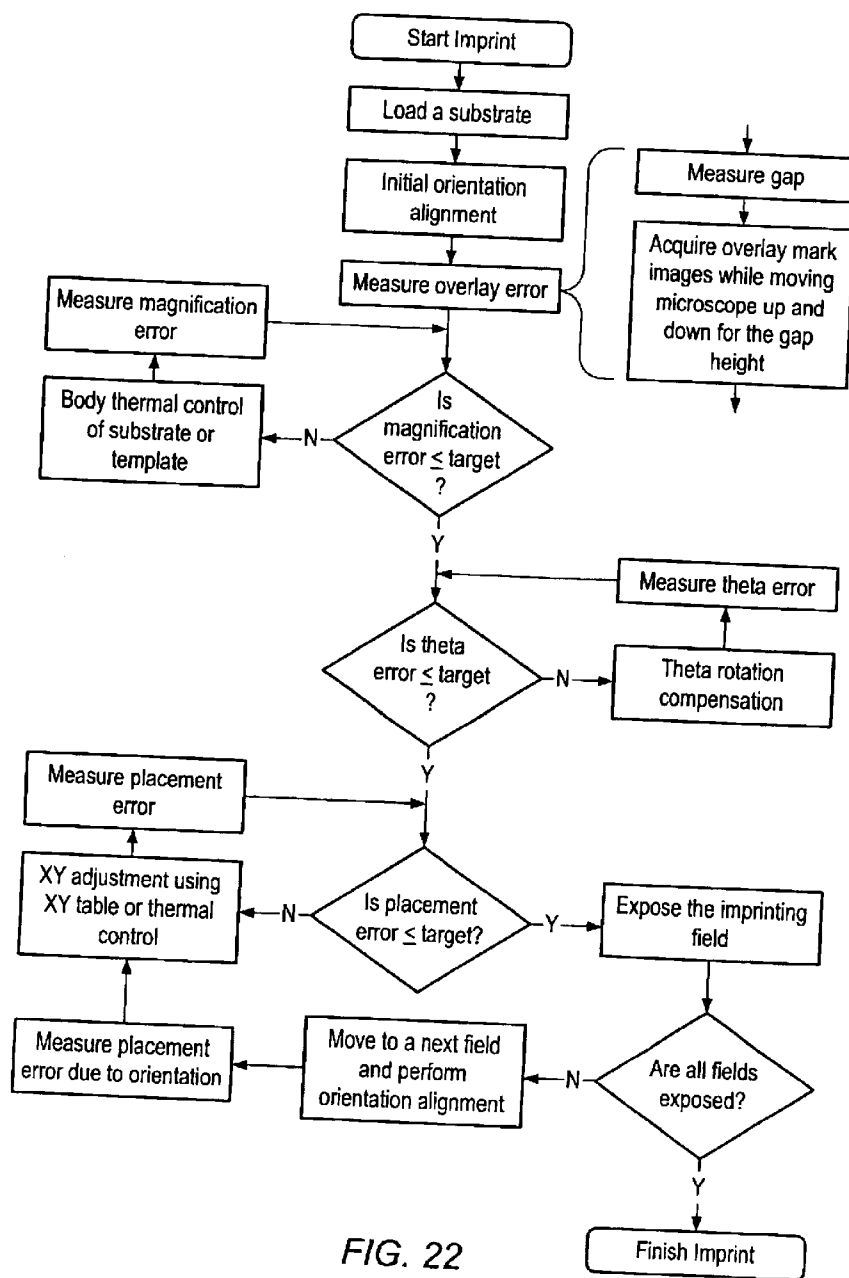 Start Imprint
Load a substrate
Initial orientation
alignment
Measure overlay error
Measure gap
Acquire overlay mark
images while moving
microscope up and
down for the gap
height
Measure magnification
error
Body thermal control
of substrate or
template
N
Is
magnification
error ≤ target
?
Y
Measure theta error
Is theta
error ≤ target
?
N
Theta rotation
compensation
Y
Measure placement
error
XY adjustment using
XY table or thermal
control
N
Is placement
error ≤ target?
Y
Expose the imprinting
field
Measure placement
error due to orientation
Move to a next field
and perform
orientation alignment
N
Are all fields
exposed?
Y
Finish Imprint
FIG. 22